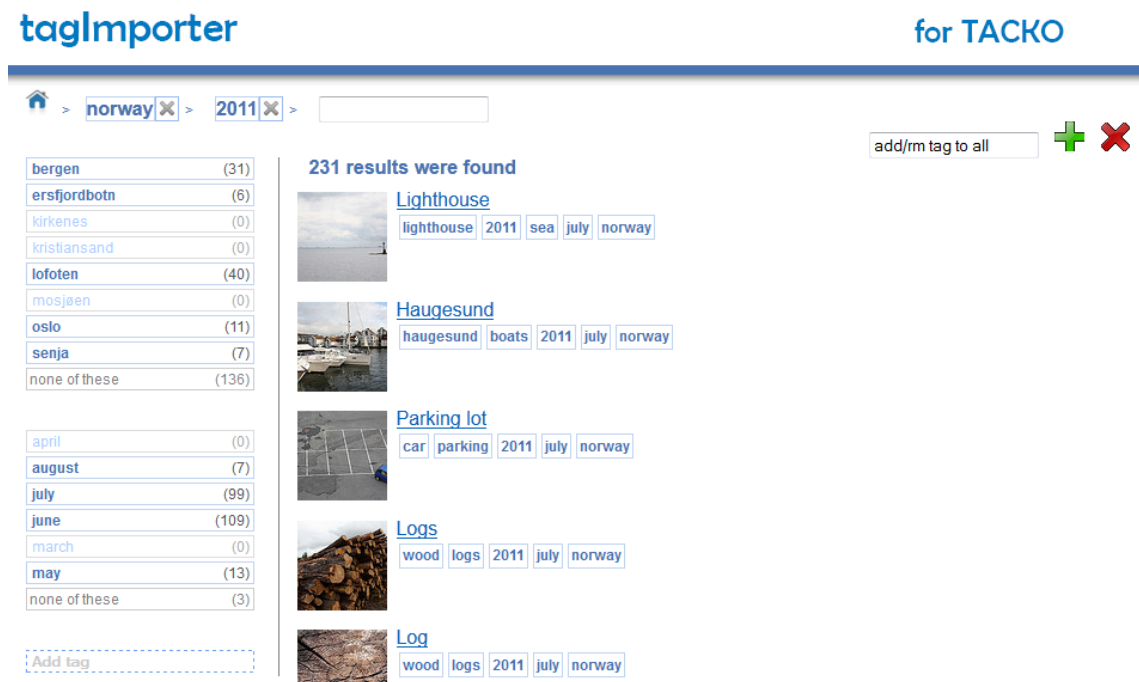 tagImporter for TACKO
> norway > 2011 >
add/rm tag to all
bergen (31)
ersfjordbotn (6)
kirkenes (0)
kristiansand (0)
lofoten (40)
mosjøen (0)
oslo (11)
senja (7)
none of these (136)
april (0)
august (7)
july (99)
june (109)
march (0)
may (13)
none of these (3)
Add tag
231 results were found
Lighthouse
lighthouse 2011 sea july norway
Haugesund
haugesund boats 2011 july norway
Parking lot
car parking 2011 july norway
Logs
wood logs 2011 july norway
Log
wood logs 2011 july norway